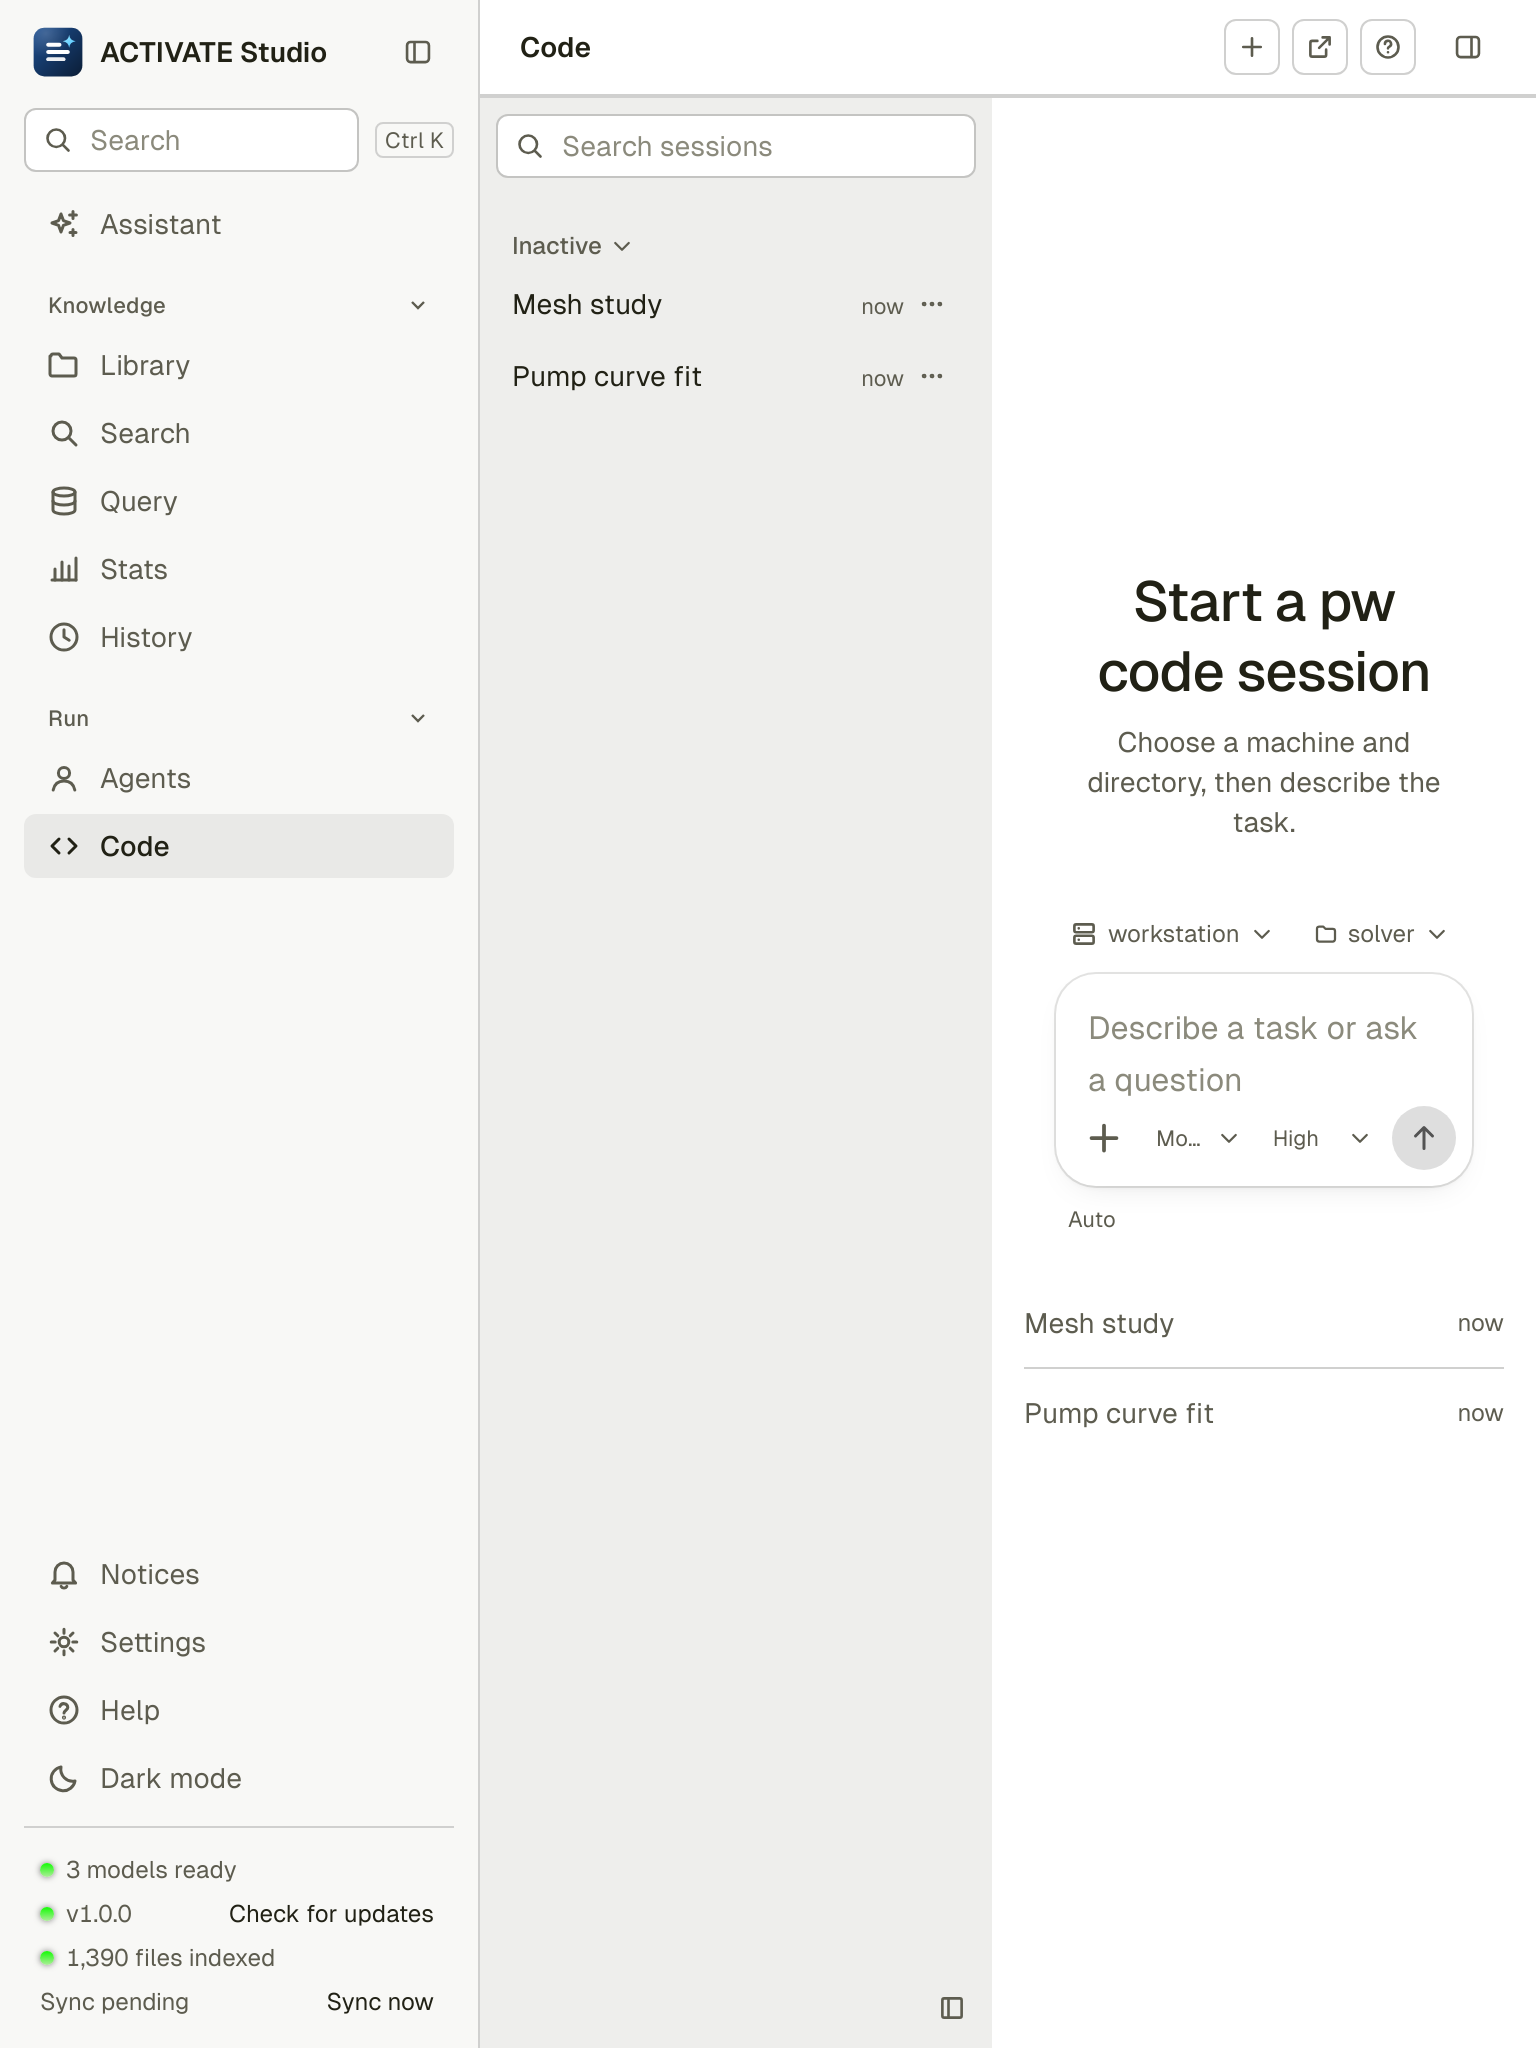 ACTIVATE Studio
Search
Ctrl K
Assistant
Knowledge
Library
Search
Query
Stats
History
Run
Agents
Code
Notices
Settings
Help
Dark mode
3 models ready
v1.0.0 Check for updates
1,390 files indexed
Sync pending Sync now
Code
Search sessions
Inactive
Mesh study now
Pump curve fit now
Start a pw
code session
Choose a machine and
directory, then describe the
task.
workstation solver
Describe a task or ask
a question
Mo... High
Auto
Mesh study now
Pump curve fit now